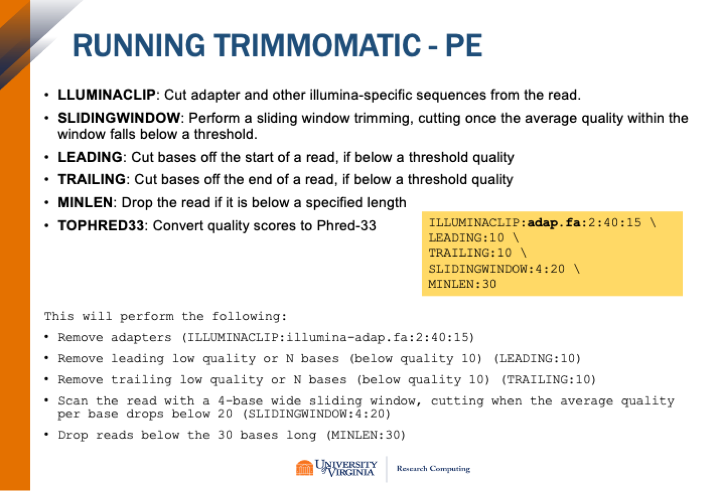 RUNNING TRIMMOMATIC - PE
• LLUMINACLIP: Cut adapter and other illumina-specific sequences from the read.
• SLIDINGWINDOW: Perform a sliding window trimming, cutting once the average quality within the
window falls below a threshold.
• LEADING: Cut bases off the start of a read, if below a threshold quality
• TRAILING: Cut bases off the end of a read, if below a threshold quality
• MINLEN: Drop the read if it is below a specified length
• TOPHRED33: Convert quality scores to Phred-33
ILLUMINACLIP:adap.fa:2:40:15 \
LEADING:10 \
TRAILING:10 \
SLIDINGWINDOW:4:20 \
MINLEN:30
This will perform the following:
• Remove adapters (ILLUMINACLIP:illumina-adap.fa:2:40:15)
• Remove leading low quality or N bases (below quality 10) (LEADING:10)
• Remove trailing low quality or N bases (below quality 10) (TRAILING:10)
• Scan the read with a 4-base wide sliding window, cutting when the average quality
per base drops below 20 (SLIDINGWINDOW:4:20)
• Drop reads below the 30 bases long (MINLEN:30)
UNIVERSITY
of VIRGINIA
Research Computing